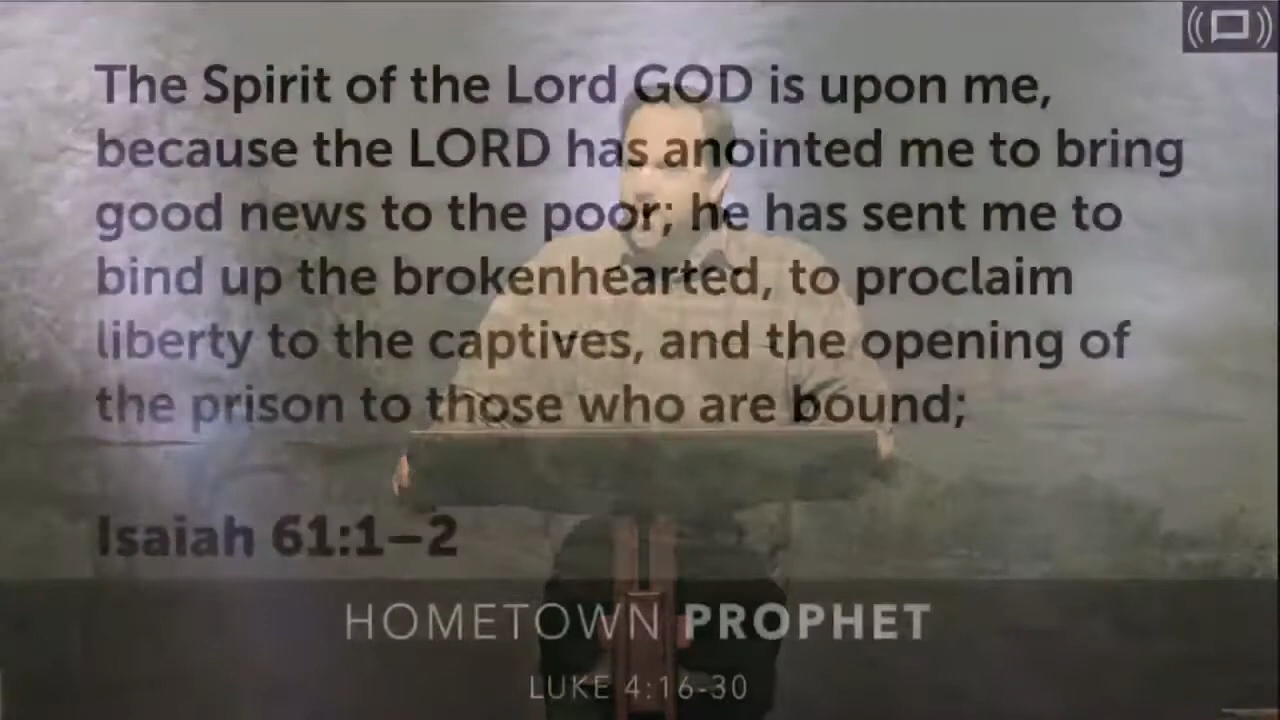 The Spirit of the Lord GOD is upon me,
because the LORD has anointed me to bring
good news to the poor; he has sent me to
bind up the brokenhearted, to proclaim
liberty to the captives, and the opening of
the prison to those who are bound;
Isaiah 61:1–2
HOMETOWN PROPHET
LUKE 4:16-30